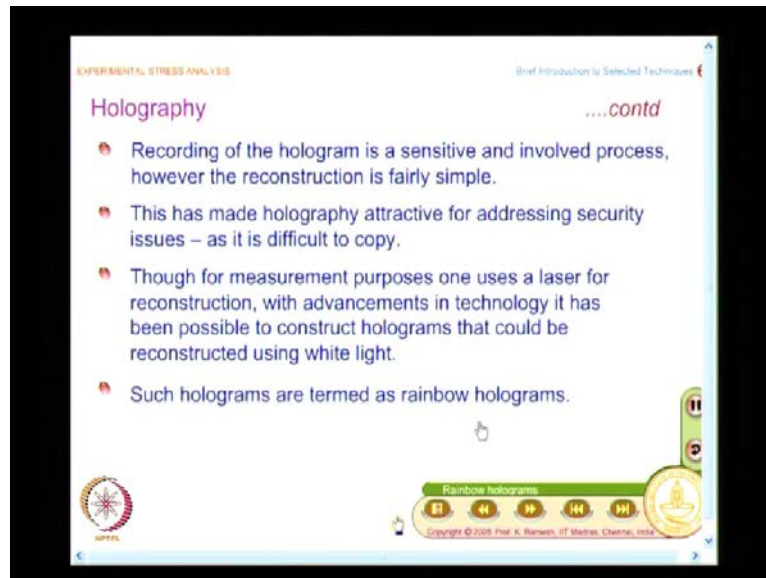 EXPERIMENTAL STRESS ANALYSIS
Brief Introduction to Selected Techniques 6
Holography
....contd
Recording of the hologram is a sensitive and involved process,
however the reconstruction is fairly simple.
This has made holography attractive for addressing security
issues – as it is difficult to copy.
Though for measurement purposes one uses a laser for
reconstruction, with advancements in technology it has
been possible to construct holograms that could be
reconstructed using white light.
Such holograms are termed as rainbow holograms.
Rainbow holograms
NPTEL
Copyright © 2008 Prof. K. Ramesh, IIT Madras, Chennai, India